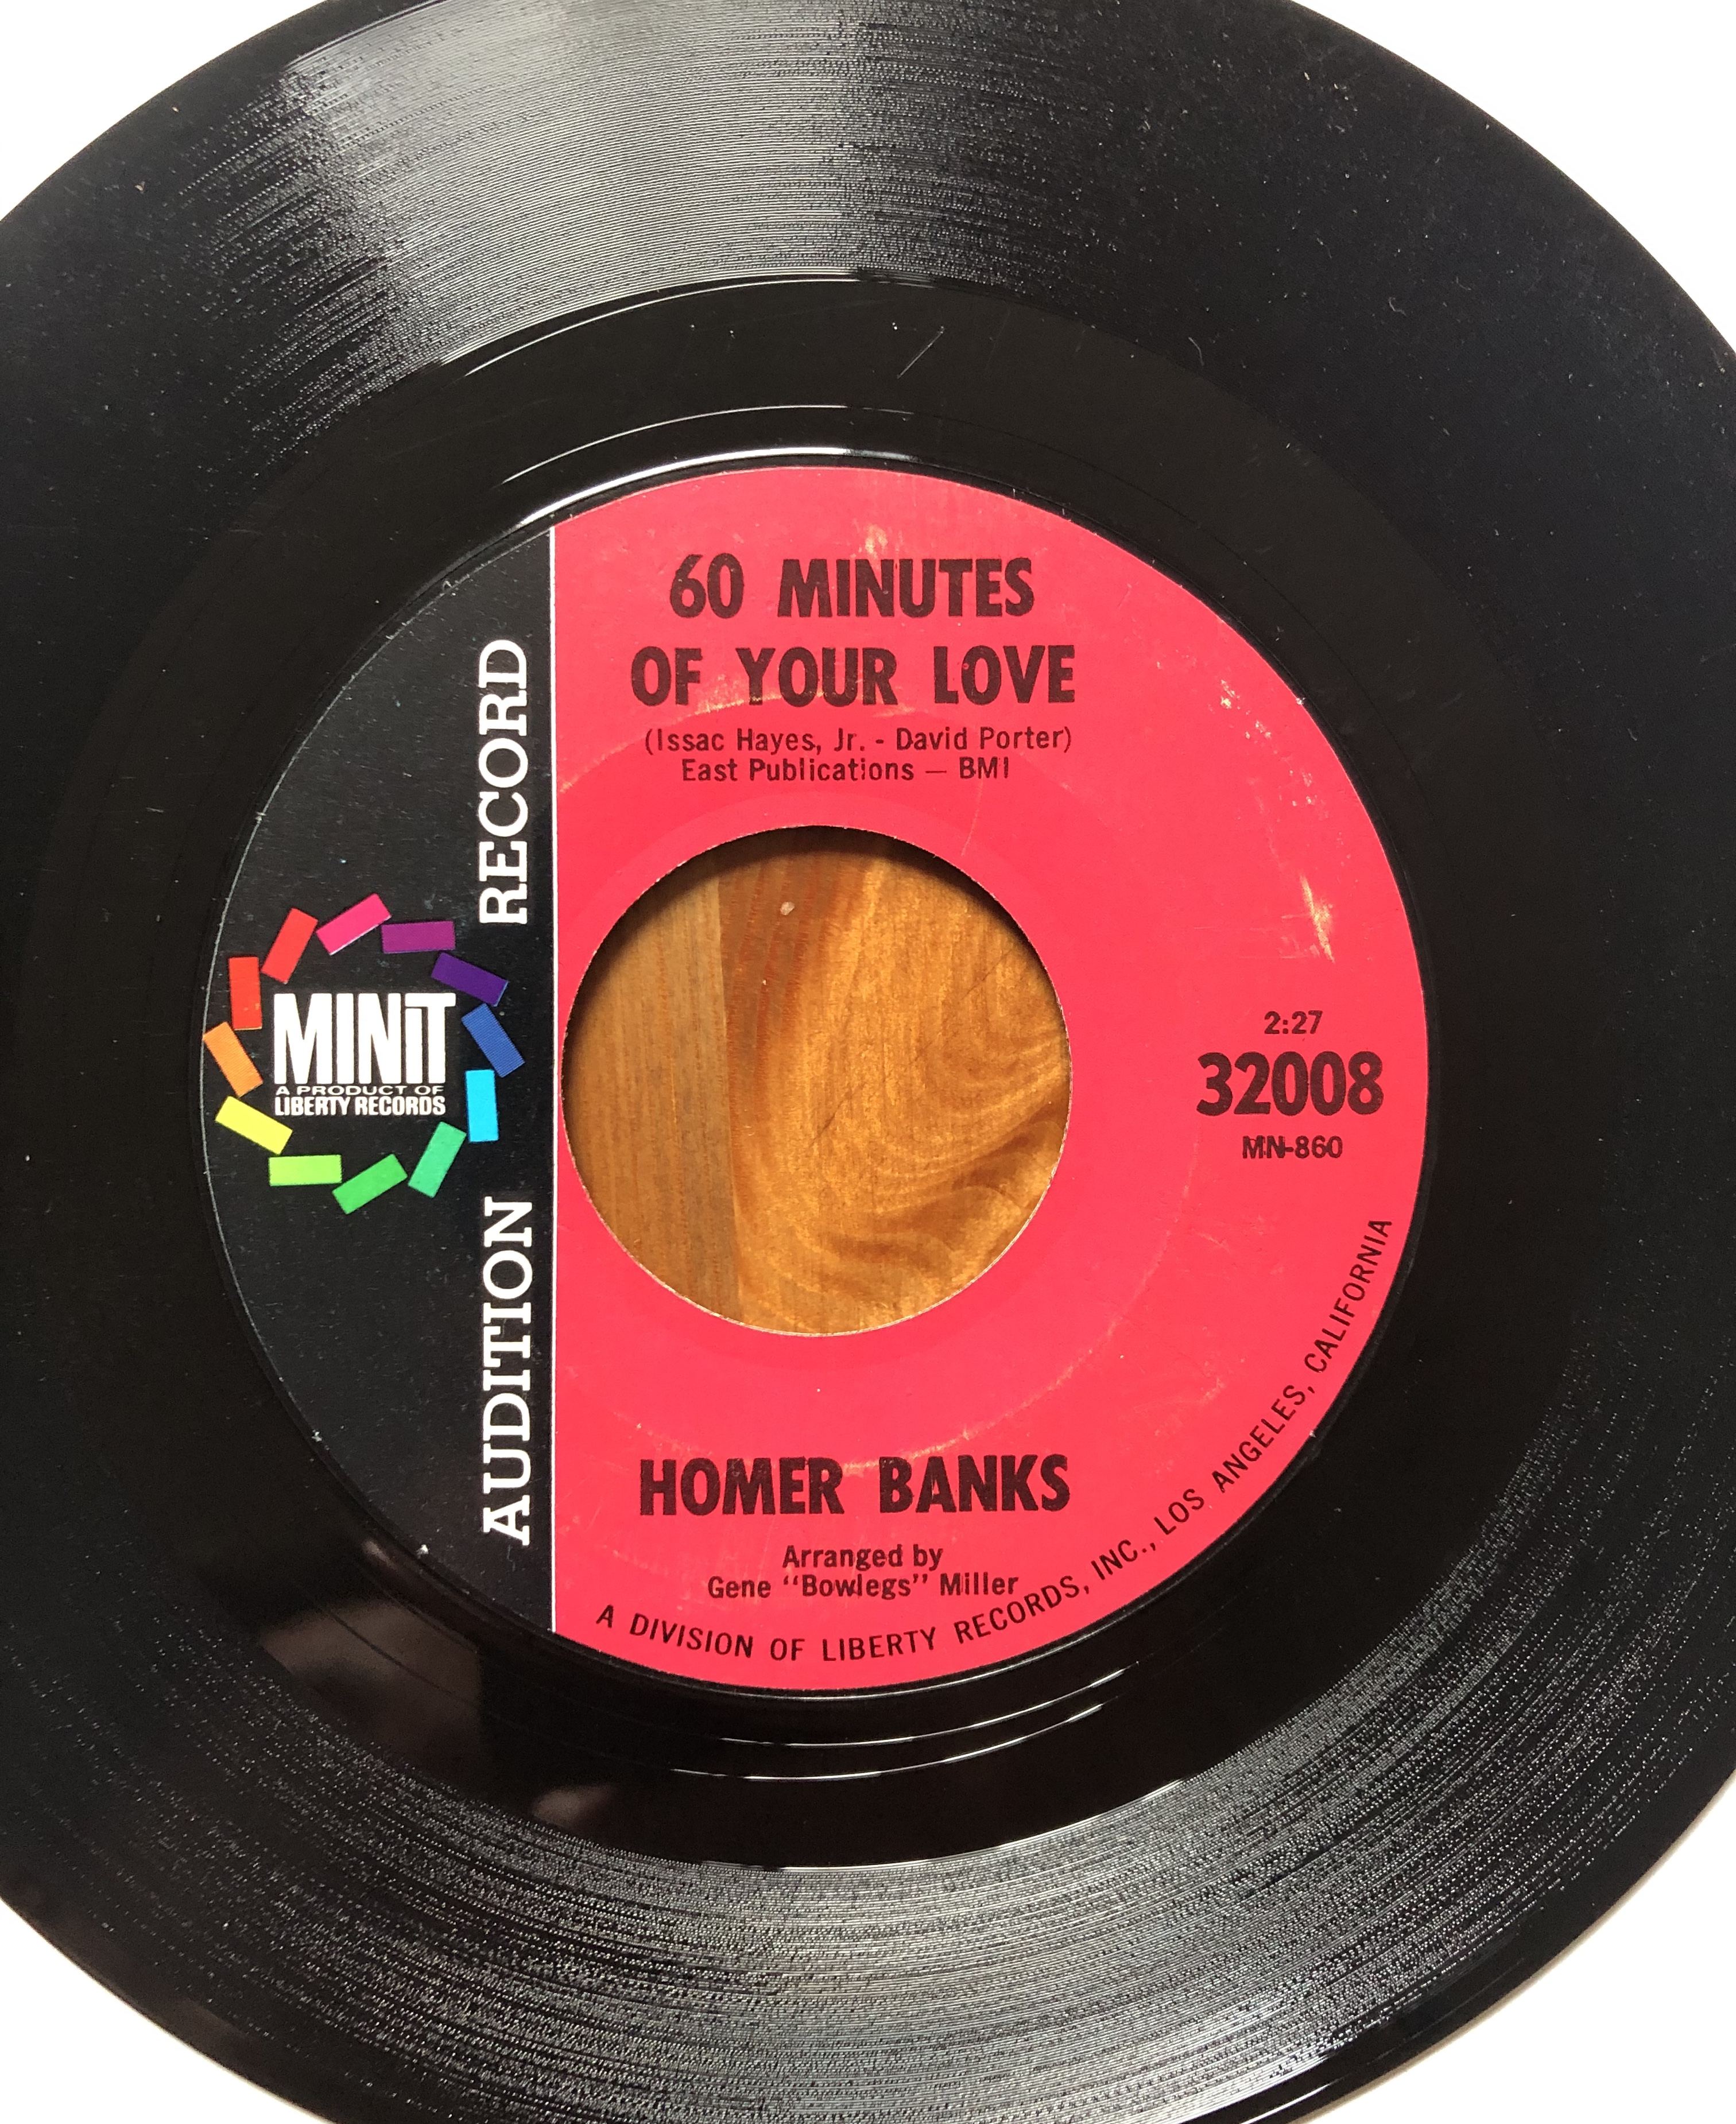 60 MINUTES
OF YOUR LOVE
(Issac Hayes, Jr. - David Porter)
East Publications — BMI
AUDITION RECORD
MINIT
A PRODUCT OF
LIBERTY RECORDS
2:27
32008
MN-860
HOMER BANKS
Arranged by
Gene "Bowlegs" Miller
A DIVISION OF LIBERTY RECORDS, INC., LOS ANGELES, CALIFORNIA